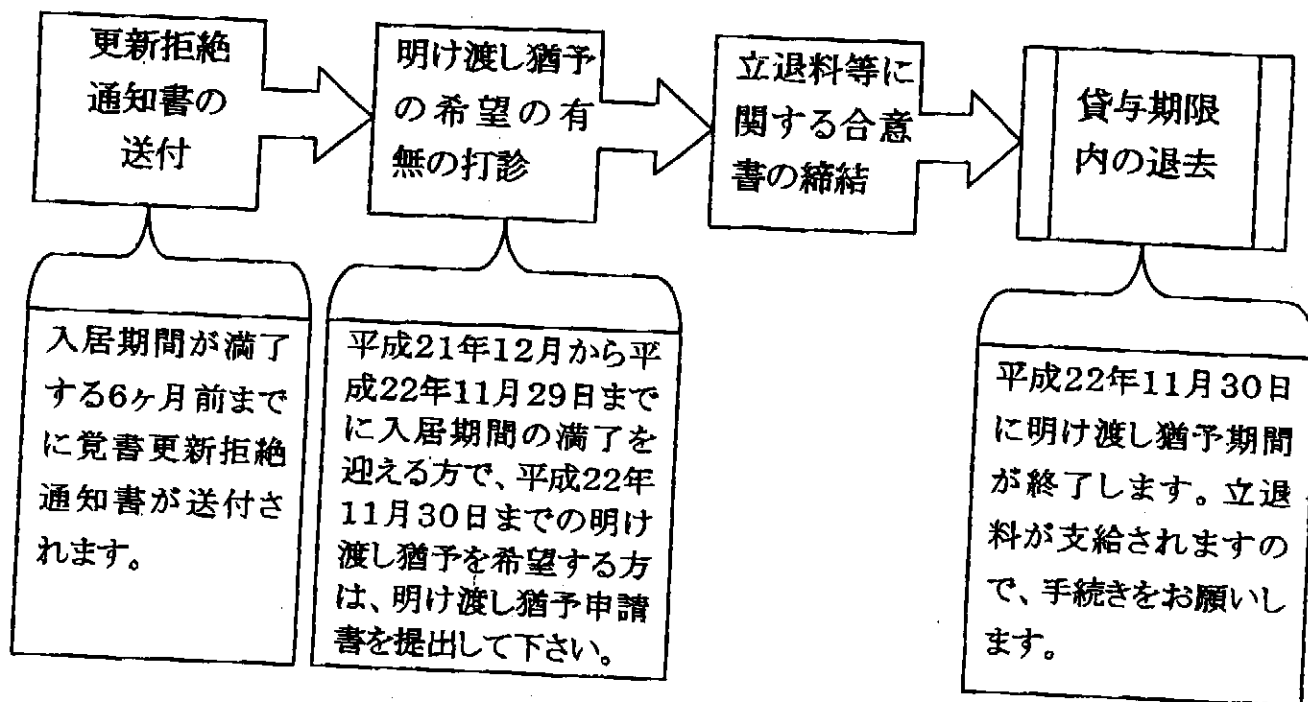 更新拒絶
通知書の
送付
明け渡し猶予
の希望の有
無の打診
立退料等に
関する合意
書の締結
貸与期限
内の退去
入居期間が満了
する6ヶ月前まで
に覚書更新拒絶
通知書が送付さ
れます。
平成21年12月から平
成22年11月29日まで
に入居期間の満了を
迎える方で、平成22年
11月30日までの明け
渡し猶予を希望する方
は、明け渡し猶予申請
書を提出して下さい。
平成22年11月30日
に明け渡し猶予期間
が終了します。立退
料が支給されますの
で、手続きをお願いし
ます。